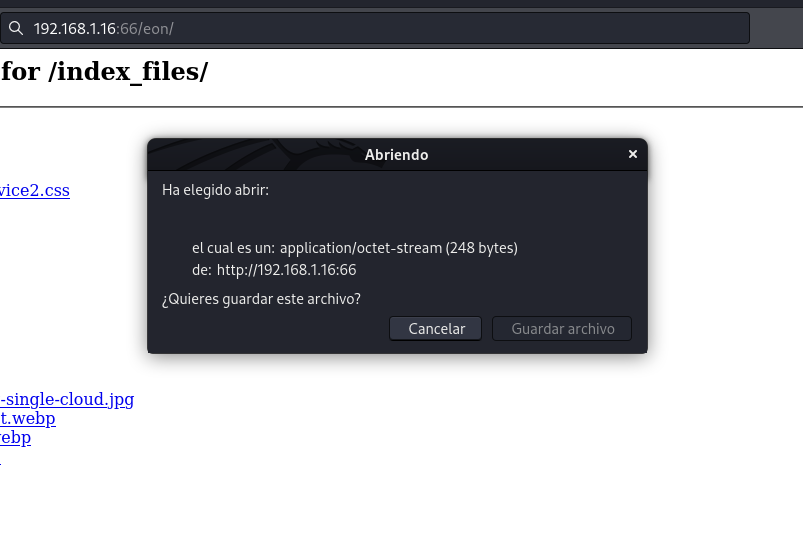 192.168.1.16:66/eon/
for /index_files/
Abriendo
×
Ha elegido abrir:
vice2.css
el cual es un: application/octet-stream (248 bytes)
de: http://192.168.1.16:66
¿Quieres guardar este archivo?
Cancelar
Guardar archivo
-single-cloud.jpg
t.webp
ebp